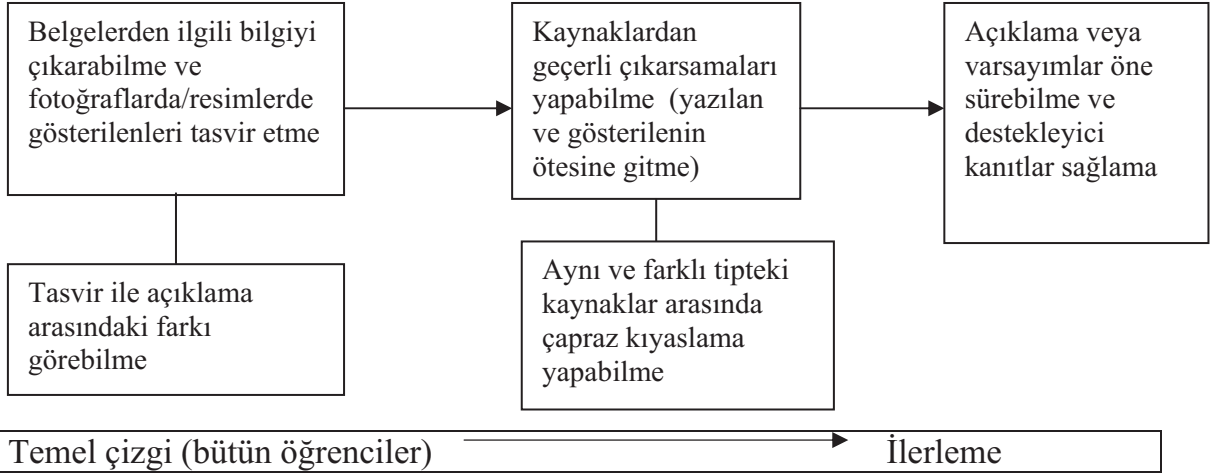 Belgelerden ilgili bilgiyi
çıkarabilme ve
fotoğraflarda/resimlerde
gösterilenleri tasvir etme
Kaynaklardan
geçerli çıkarsamaları
yapabilme (yazılan
ve gösterilenin
ötesine gitme)
Açıklama veya
varsayımlar öne
sürebilme ve
destekleyici
kanıtlar sağlama
Tasvir ile açıklama
arasındaki farkı
görebilme
Aynı ve farklı tipteki
kaynaklar arasında
çapraz kıyaslama
yapabilme
Temel çizgi (bütün öğrenciler) İlerleme